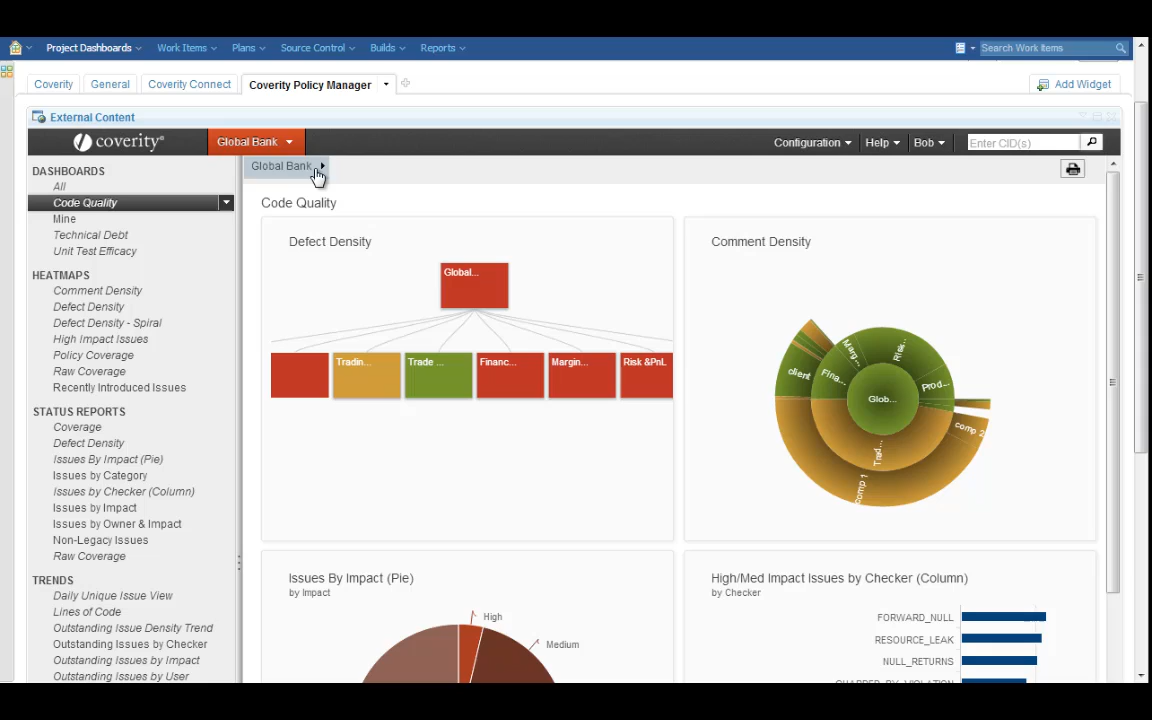 Project Dashboards Work Items Plans Source Control Builds Reports Search Work Items
Coverity General Coverity Connect Coverity Policy Manager Add Widget
External Content
coverity Global Bank Configuration Help Bob Enter CID(s)
Global Bank
DASHBOARDS
All
Code Quality
Mine
Technical Debt
Unit Test Efficacy
HEATMAPS
Comment Density
Defect Density
Defect Density - Spiral
High Impact Issues
Policy Coverage
Raw Coverage
Recently Introduced Issues
STATUS REPORTS
Coverage
Defect Density
Issues By Impact (Pie)
Issues by Category
Issues by Checker (Column)
Issues by Impact
Issues by Owner & Impact
Non-Legacy Issues
Raw Coverage
TRENDS
Daily Unique Issue View
Lines of Code
Outstanding Issue Density Trend
Outstanding Issues by Checker
Outstanding Issues by Impact
Outstanding Issues by User
Code Quality
Defect Density
Global...
Tradin...
Trade ...
Financ...
Margin...
Risk &PnL
Comment Density
Glob...
Fina...
Marg...
Risk...
Prod...
Trad...
client
comp 1
comp 2
Issues By Impact (Pie)
by Impact
High
Medium
High/Med Impact Issues by Checker (Column)
by Checker
FORWARD_NULL
RESOURCE_LEAK
NULL_RETURNS